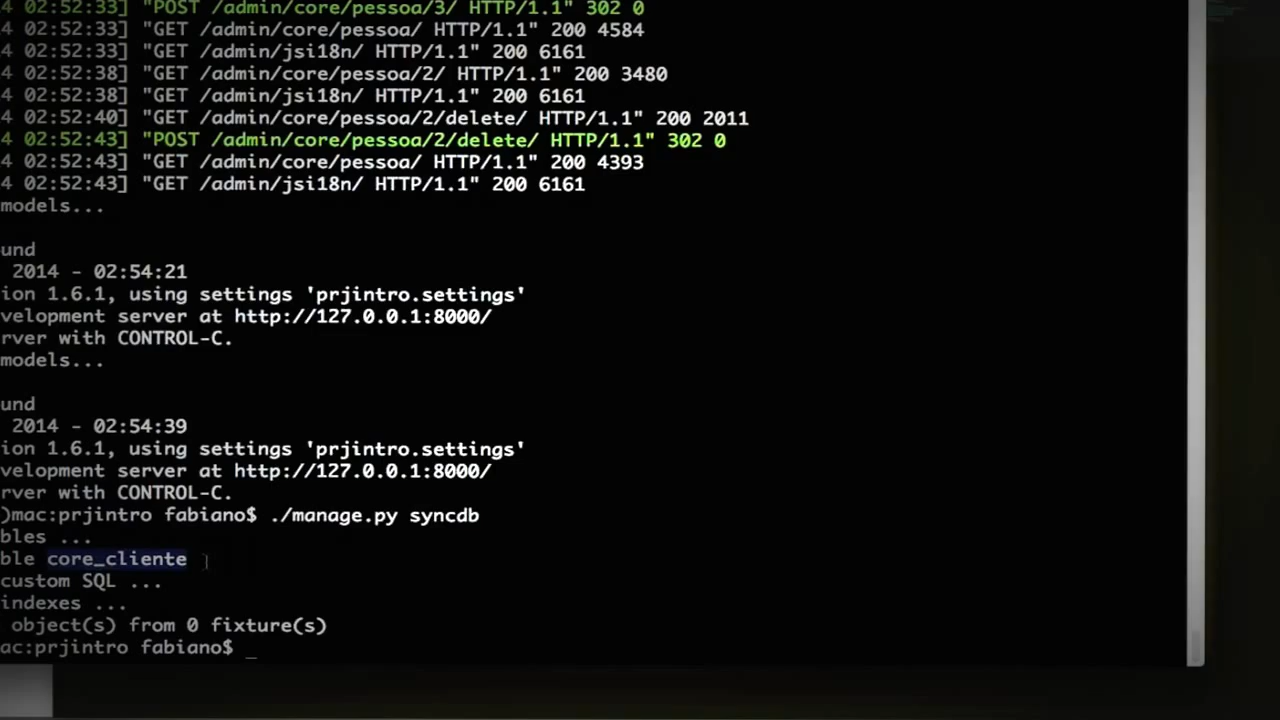 4 02:52:33] "POST /admin/core/pessoa/3/ HTTP/1.1" 302 0
4 02:52:33] "GET /admin/core/pessoa/ HTTP/1.1" 200 4584
4 02:52:33] "GET /admin/jsi18n/ HTTP/1.1" 200 6161
4 02:52:38] "GET /admin/core/pessoa/2/ HTTP/1.1" 200 3480
4 02:52:38] "GET /admin/jsi18n/ HTTP/1.1" 200 6161
4 02:52:40] "GET /admin/core/pessoa/2/delete/ HTTP/1.1" 200 2011
4 02:52:43] "POST /admin/core/pessoa/2/delete/ HTTP/1.1" 302 0
4 02:52:43] "GET /admin/core/pessoa/ HTTP/1.1" 200 4393
4 02:52:43] "GET /admin/jsi18n/ HTTP/1.1" 200 6161
models...
und
2014 - 02:54:21
ion 1.6.1, using settings 'prjintro.settings'
velopment server at http://127.0.0.1:8000/
rver with CONTROL-C.
models...
und
2014 - 02:54:39
ion 1.6.1, using settings 'prjintro.settings'
velopment server at http://127.0.0.1:8000/
rver with CONTROL-C.
)mac:prjintro fabiano$ ./manage.py syncdb
bles ...
ble core_cliente
custom SQL ...
indexes ...
object(s) from 0 fixture(s)
ac:prjintro fabiano$ _